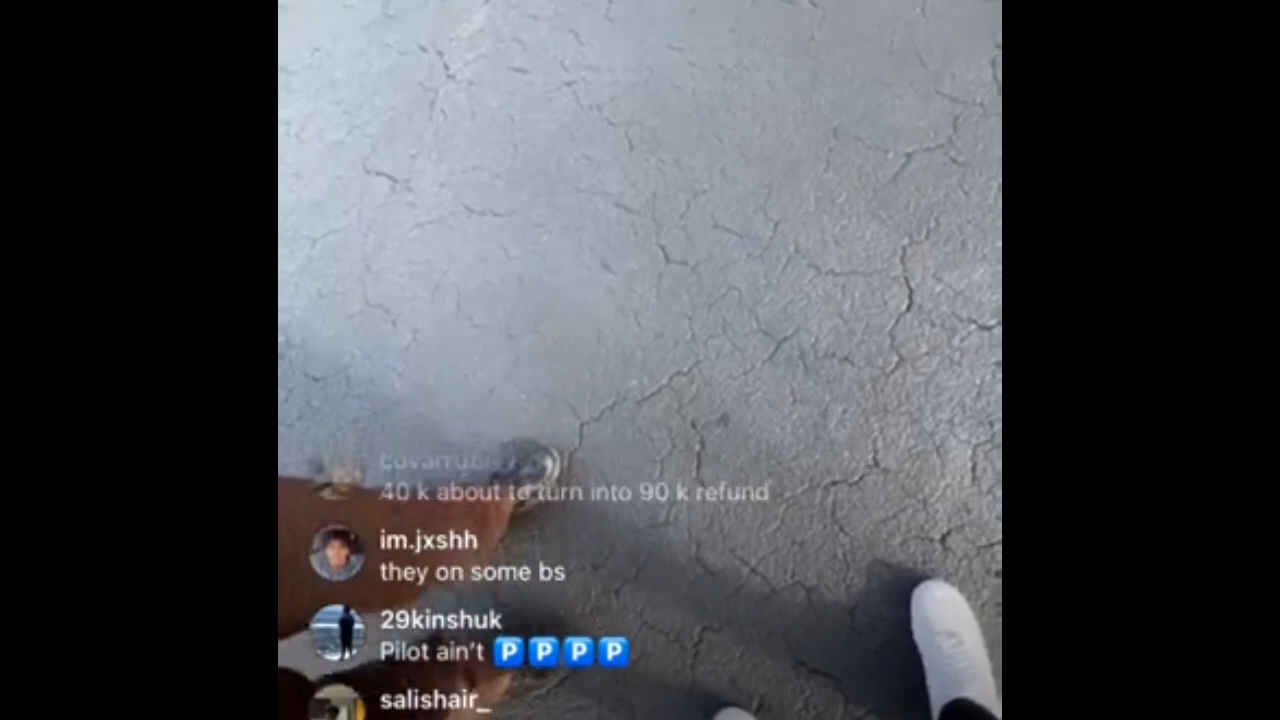 40 k about to turn into 90 k refund
im.jxshh
they on some bs
29kinshuk
Pilot ain't 🅿️🅿️🅿️🅿️
salishair_